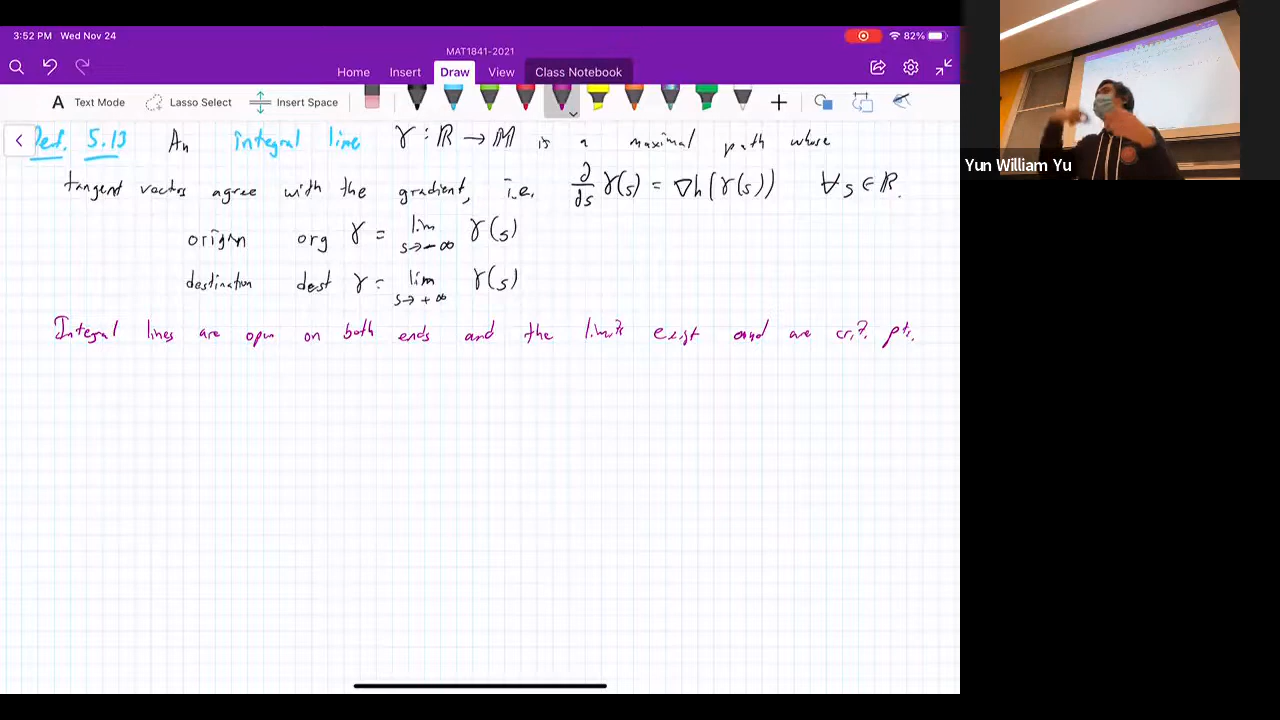 3:52 PM Wed Nov 24
82%
MAT1841-2021
Home Insert Draw View Class Notebook
Text Mode Lasso Select Insert Space
Def. 5.13 An integral line γ : ℝ → 𝕄 is a maximal path whose
tangent vectors agree with the gradient, i.e. ∂/∂s γ(s) = ∇h(γ(s)) ∀s ∈ ℝ.
origin org γ = lim s→-∞ γ(s)
destination dest γ = lim s→+∞ γ(s)
Integral lines are open on both ends and the limits exist and are crit. pts.
Yun William Yu